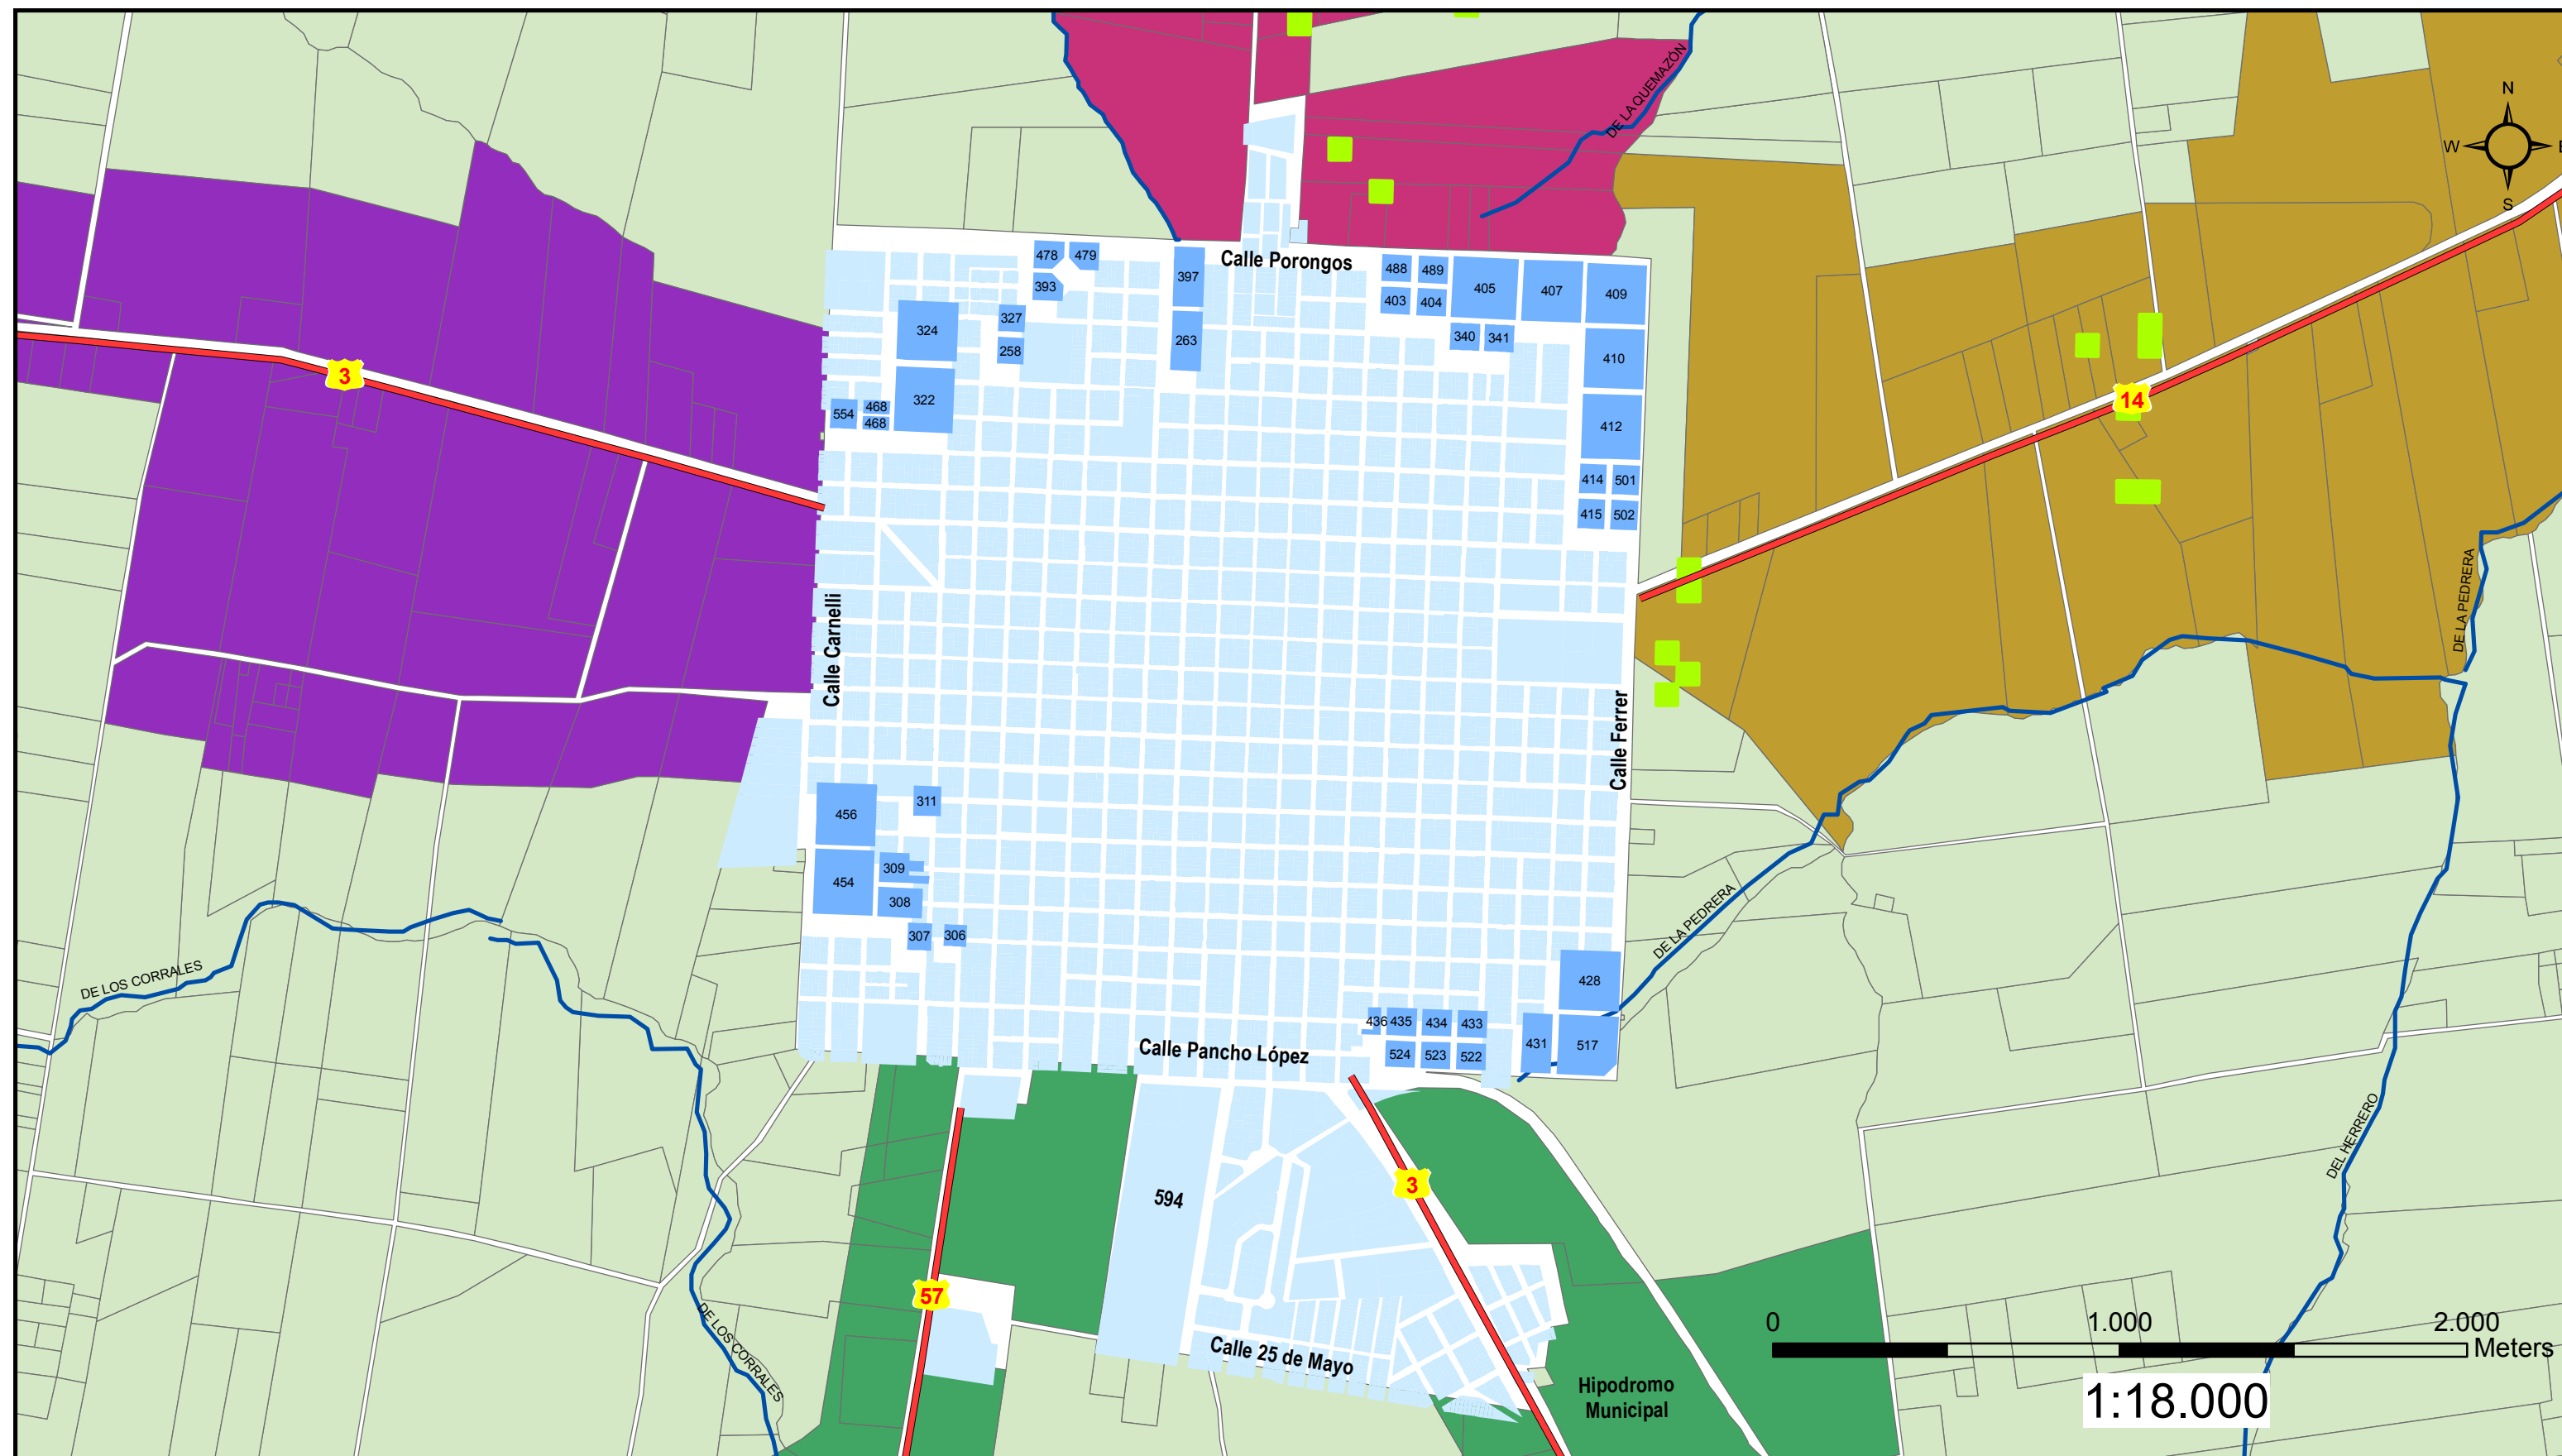 DE LA QUEMAZÓN
N
W
E
S
Calle Porongos
478
479
393
397
488
489
405
407
409
403
404
324
327
258
263
340
341
410
3
322
554
468
468
14
412
414
501
415
502
DE LA PEDRERA
Calle Carnelli
Calle Ferrer
456
311
454
309
308
307
306
DE LA PEDRERA
DE LOS CORRALES
428
436
435
434
433
431
517
524
523
522
Calle Pancho López
DEL HERRERO
594
3
57
DE LOS CORRALES
Calle 25 de Mayo
Hipodromo
Municipal
0
1.000
2.000
Meters
1:18.000